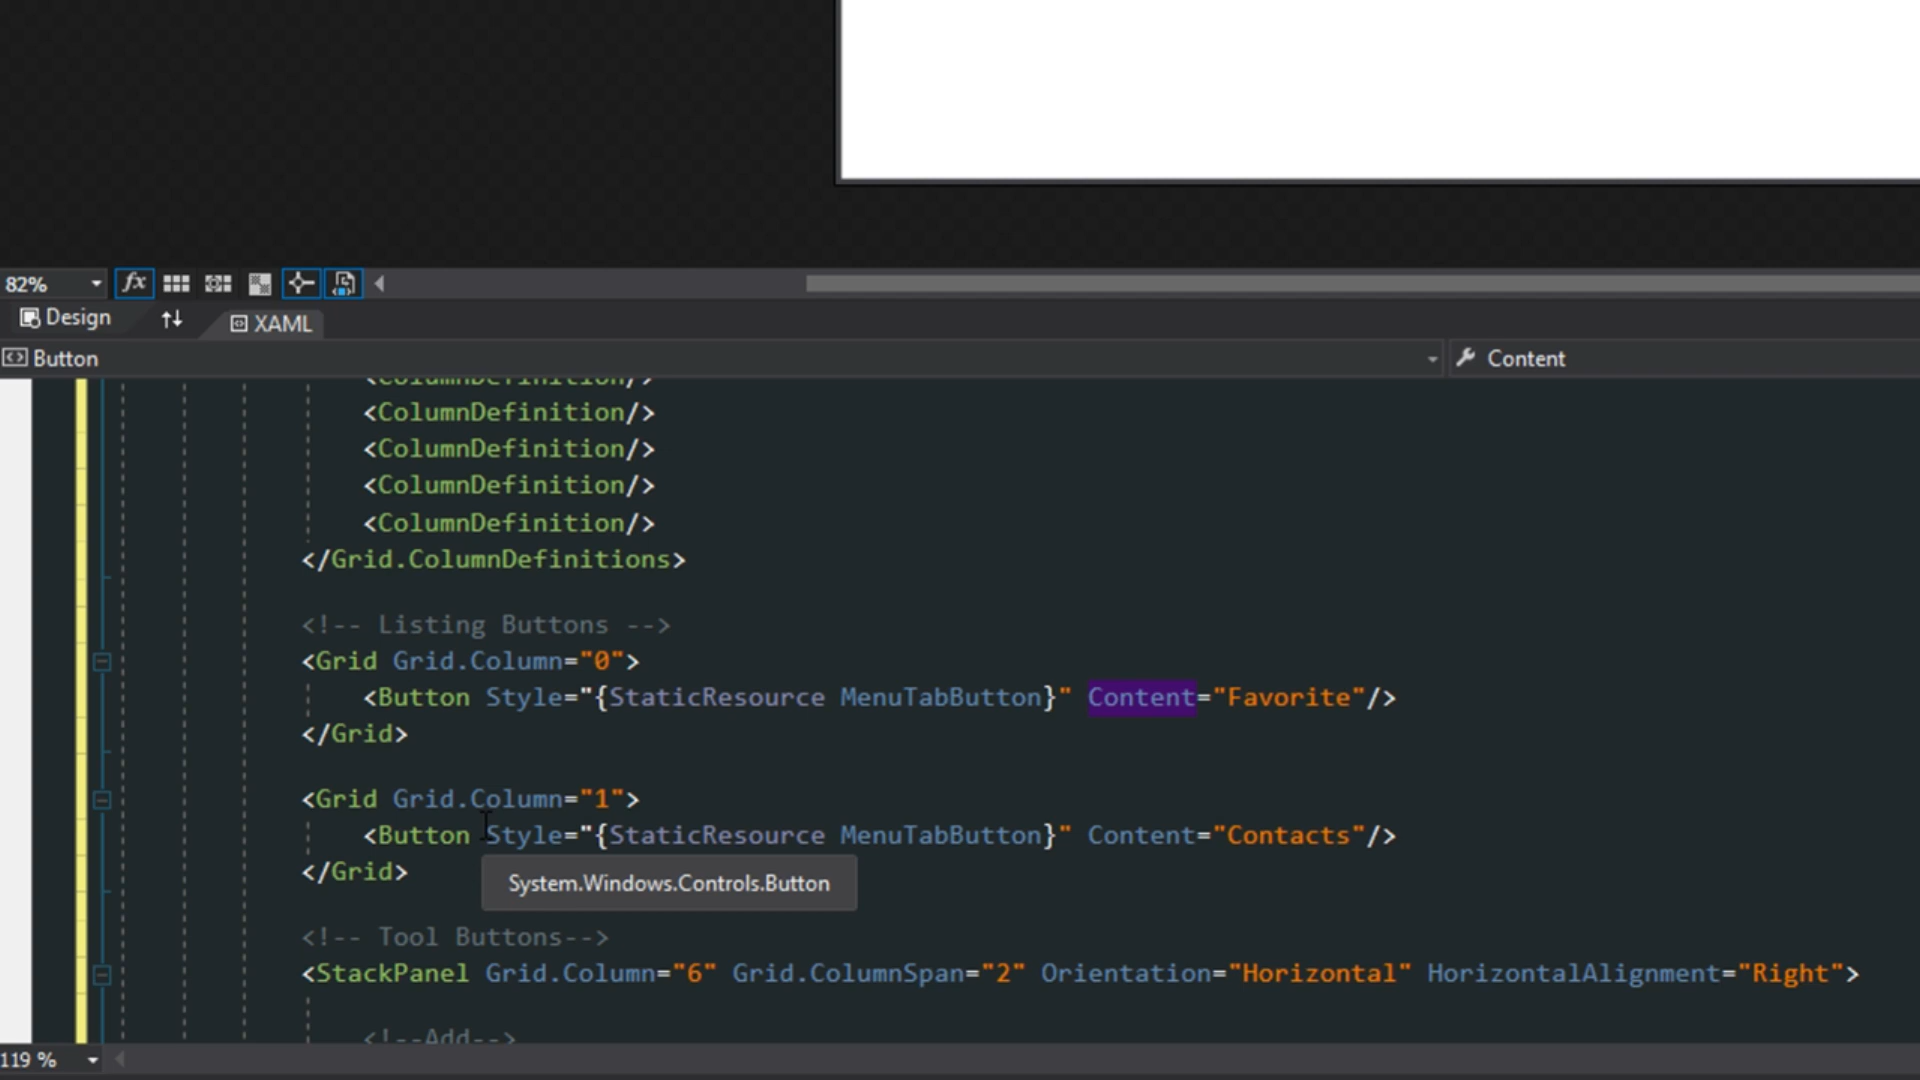 82%
fx
Design
XAML
Button
Content
<ColumnDefinition/>
<ColumnDefinition/>
<ColumnDefinition/>
<ColumnDefinition/>
<ColumnDefinition/>
</Grid.ColumnDefinitions>
<!-- Listing Buttons -->
<Grid Grid.Column="0">
<Button Style="{StaticResource MenuTabButton}" Content="Favorite"/>
</Grid>
<Grid Grid.Column="1">
<Button Style="{StaticResource MenuTabButton}" Content="Contacts"/>
</Grid>
System.Windows.Controls.Button
<!-- Tool Buttons-->
<StackPanel Grid.Column="6" Grid.ColumnSpan="2" Orientation="Horizontal" HorizontalAlignment="Right">
<!--Add-->
119 %